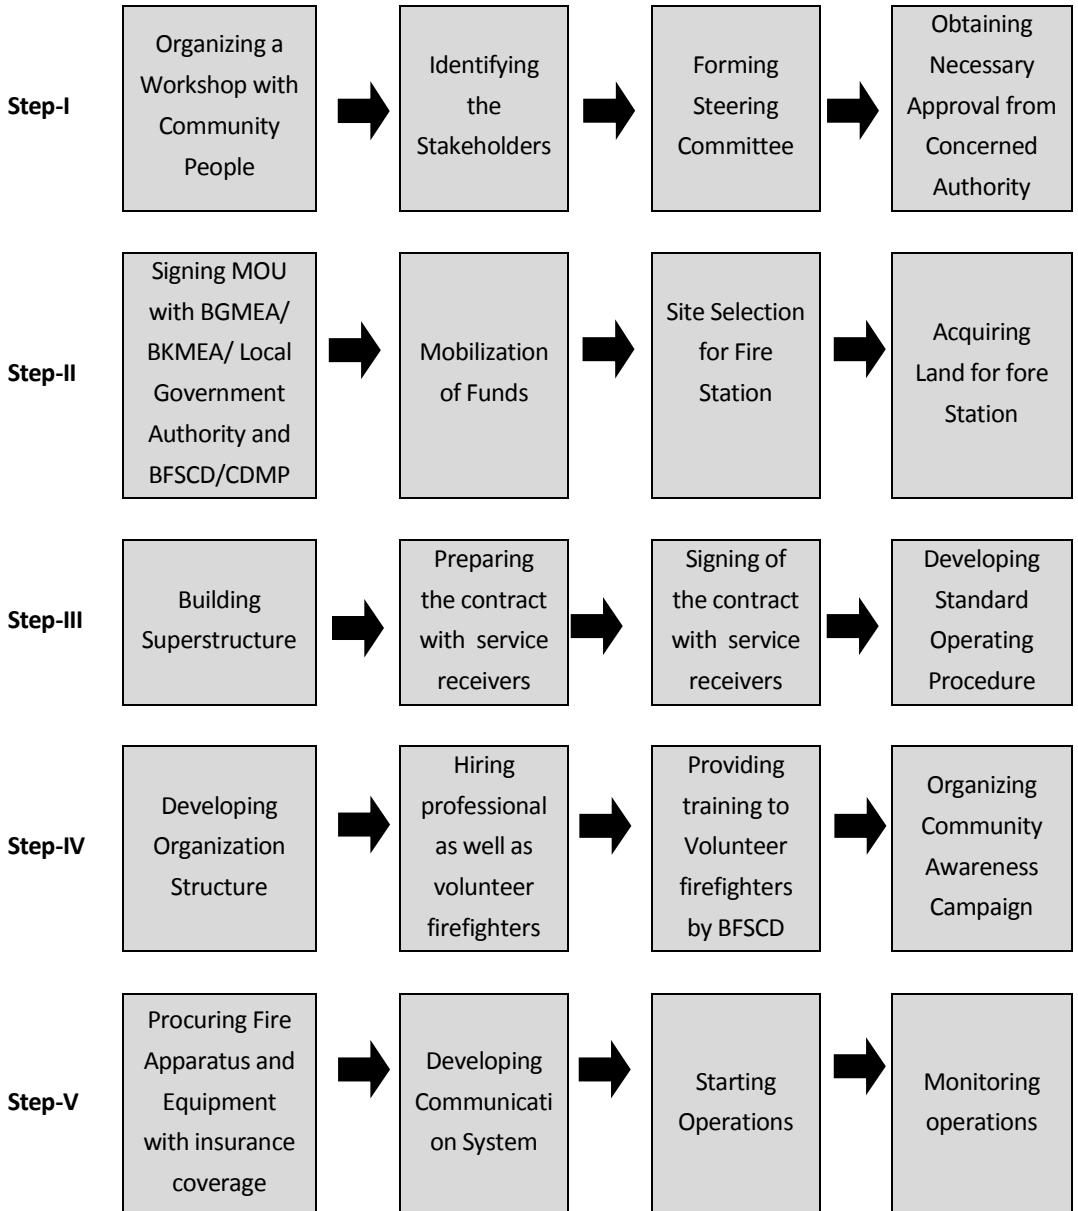 Step-I
Organizing a
Workshop with
Community
People
Identifying
the
Stakeholders
Forming
Steering
Committee
Obtaining
Necessary
Approval from
Concerned
Authority
Step-II
Signing MOU
with BGMEA/
BKMEA/ Local
Government
Authority and
BFSCD/CDMP
Mobilization
of Funds
Site Selection
for Fire
Station
Acquiring
Land for fore
Station
Step-III
Building
Superstructure
Preparing
the contract
with service
receivers
Signing of
the contract
with service
receivers
Developing
Standard
Operating
Procedure
Step-IV
Developing
Organization
Structure
Hiring
professional
as well as
volunteer
firefighters
Providing
training to
Volunteer
firefighters
by BFSCD
Organizing
Community
Awareness
Campaign
Step-V
Procuring Fire
Apparatus and
Equipment
with insurance
coverage
Developing
Communicati
on System
Starting
Operations
Monitoring
operations